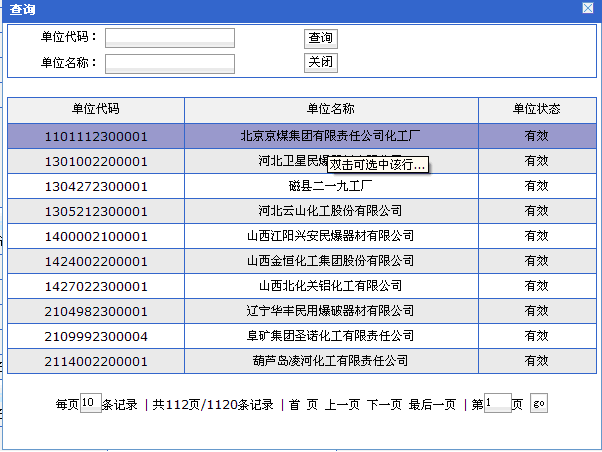 查询
单位代码：
查询
单位名称：
关闭
单位代码 单位名称 单位状态
1101112300001 北京京煤集团有限责任公司化工厂 有效
1301002200001 河北卫星民爆 有效
双击可选中该行...
1304272300001 磁县二一九工厂 有效
1305212300001 河北云山化工股份有限公司 有效
1400002100001 山西江阳兴安民爆器材有限公司 有效
1424002200001 山西金恒化工集团股份有限公司 有效
1427022300001 山西北化关铝化工有限公司 有效
2104982300001 辽宁华丰民用爆破器材有限公司 有效
2109992300004 阜矿集团圣诺化工有限责任公司 有效
2114002200001 葫芦岛凌河化工有限责任公司 有效
每页10条记录 | 共112页/1120条记录 | 首 页 上一页 下一页 最后一页 | 第1页 go